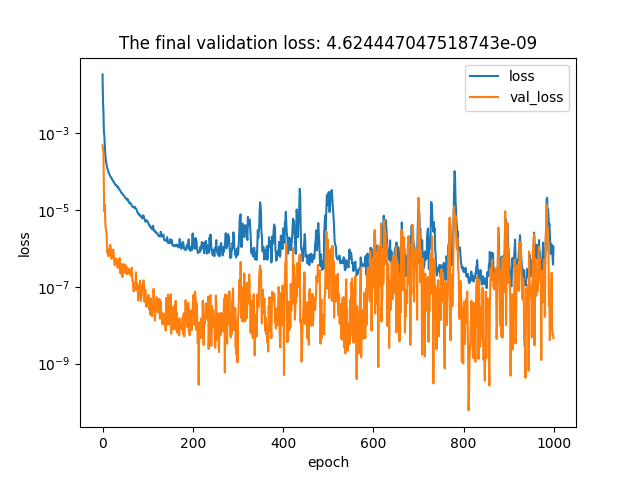 The final validation loss: 4.624447047518743e-09
loss
val_loss
10⁻³
10⁻⁵
10⁻⁷
10⁻⁹
loss
0 200 400 600 800 1000
epoch